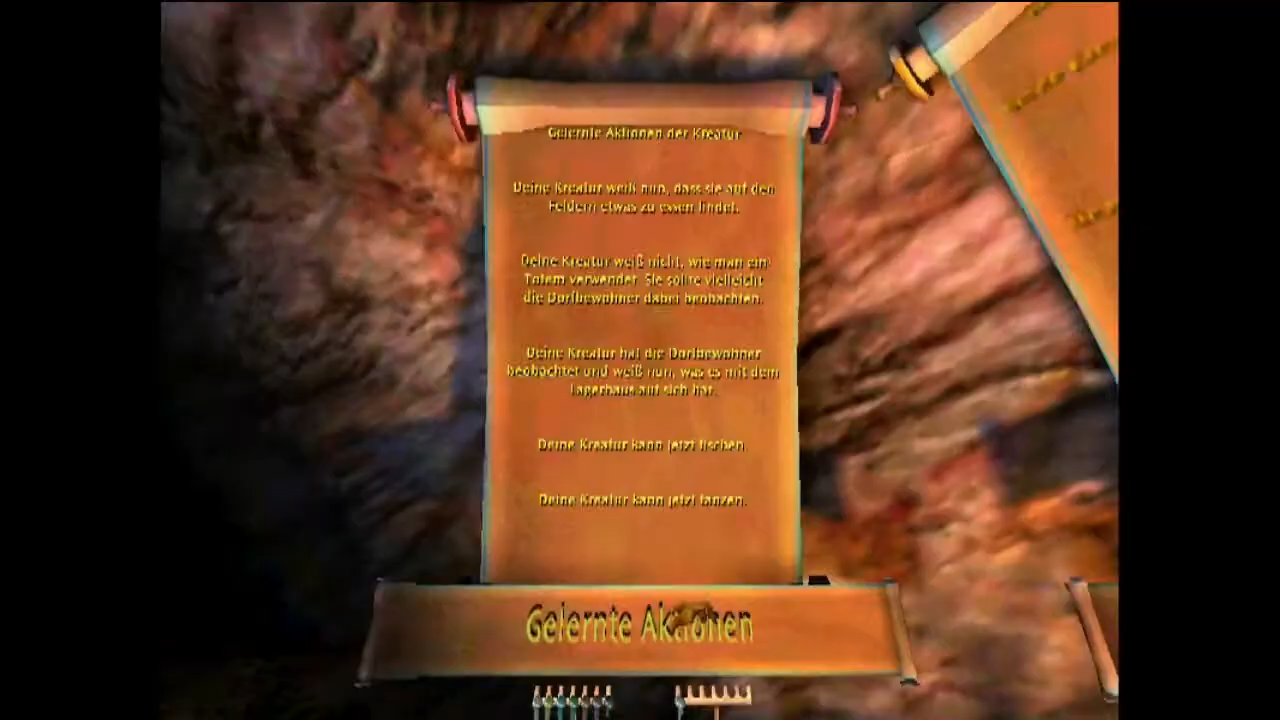 Gelernte Aktionen der Kreatur
Deine Kreatur weiß nun, dass sie auf den
Feldern etwas zu essen findet.
Deine Kreatur weiß nicht, wie man ein
Totem verwendet. Sie sollte vielleicht
die Dorfbewohner dabei beobachten.
Deine Kreatur hat die Dorfbewohner
beobachtet und weiß nun, was es mit dem
Lagerhaus auf sich hat.
Deine Kreatur kann jetzt fischen.
Deine Kreatur kann jetzt tanzen.
Gelernte Aktionen